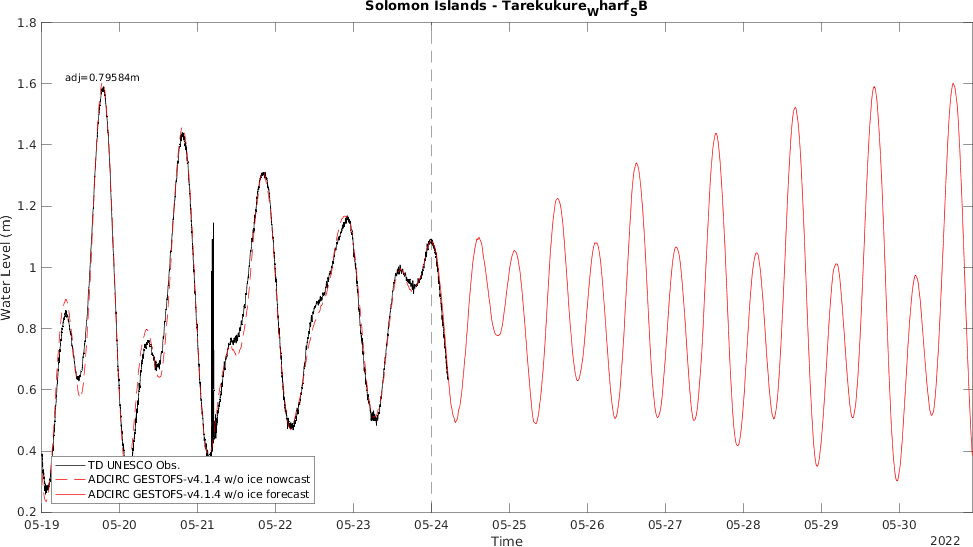 Solomon Islands - TarekukureWharfSB
adj=0.79584m
Water Level (m)
1.8
1.6
1.4
1.2
1
0.8
0.6
0.4
0.2
TD UNESCO Obs.
ADCIRC GESTOFS-v4.1.4 w/o ice nowcast
ADCIRC GESTOFS-v4.1.4 w/o ice forecast
05-19 05-20 05-21 05-22 05-23 05-24 05-25 05-26 05-27 05-28 05-29 05-30
Time
2022